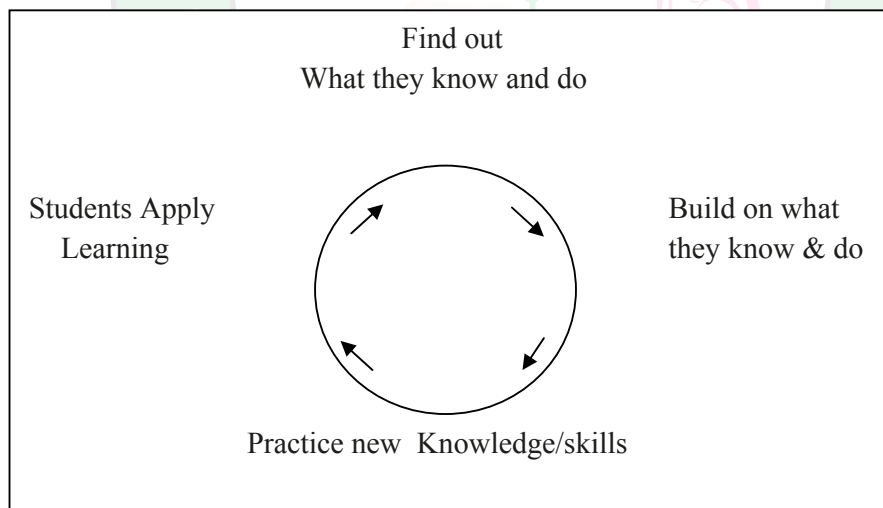 Find out
What they know and do
Students Apply
Learning
Build on what
they know & do
Practice new  Knowledge/skills